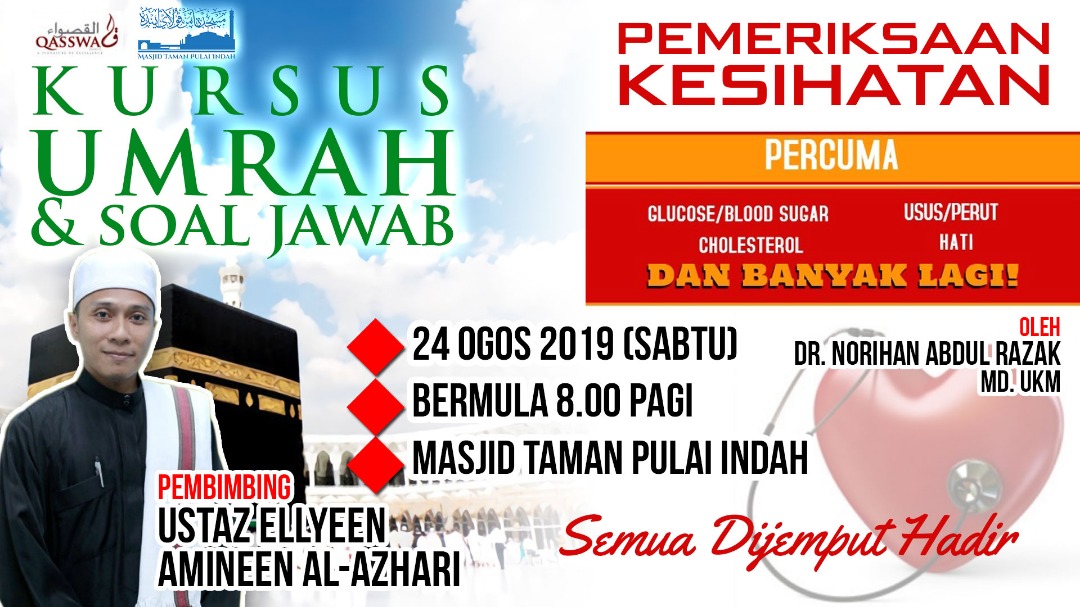 القصواء
QASSWA
MASJID TAMAN PULAI INDAH
KURSUS
UMRAH
& SOAL JAWAB
PEMERIKSAAN
KESIHATAN
PERCUMA
GLUCOSE/BLOOD SUGAR
USUS/PERUT
CHOLESTEROL
HATI
DAN BANYAK LAGI!
OLEH
DR. NORIHAN ABDUL RAZAK
MD. UKM
24 OGOS 2019 (SABTU)
BERMULA 8.00 PAGI
MASJID TAMAN PULAI INDAH
PEMBIMBING
USTAZ ELLYEEN
AMINEEN AL-AZHARI
Semua Dijemput Hadir